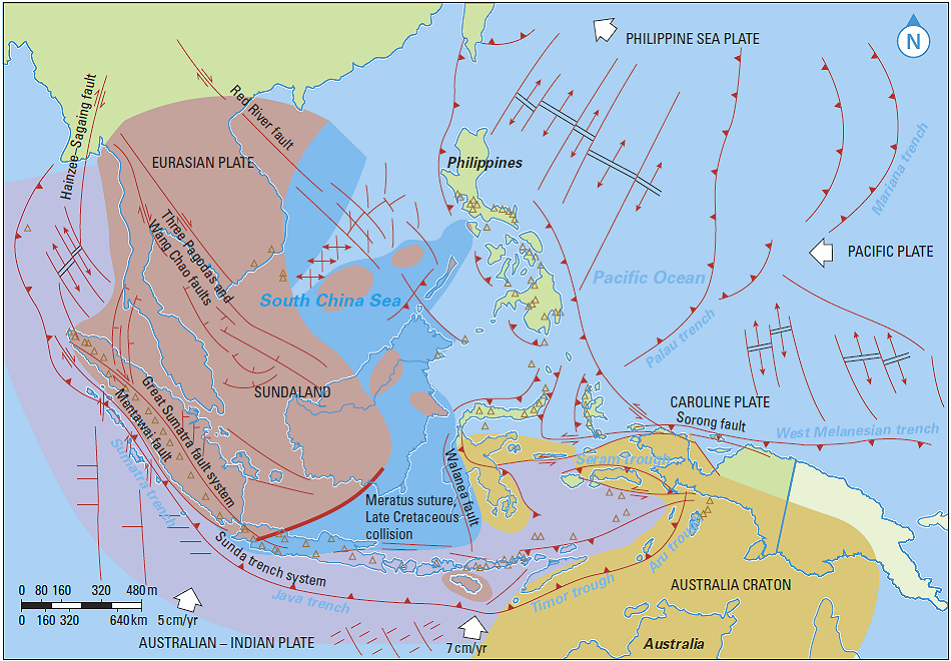 PHILIPPINE SEA PLATE
N
Hainzee–Sagaing fault
Red River fault
EURASIAN PLATE
Philippines
Mariana trench
Three Pagodas and
Wang Chao faults
PACIFIC PLATE
Pacific Ocean
South China Sea
Palau trench
SUNDALAND
Great Sumatra fault system
Mentawai fault
CAROLINE PLATE
Sorong fault
West Melanesian trench
Sumatra trench
Walanea fault
Seram trough
Meratus suture,
Late Cretaceous
collision
Sunda trench system
Aru trough
AUSTRALIA CRATON
Timor trough
Java trench
0 80 160 320 480 m
0 160 320 640 km
5 cm/yr
AUSTRALIAN – INDIAN PLATE
7 cm/yr
Australia